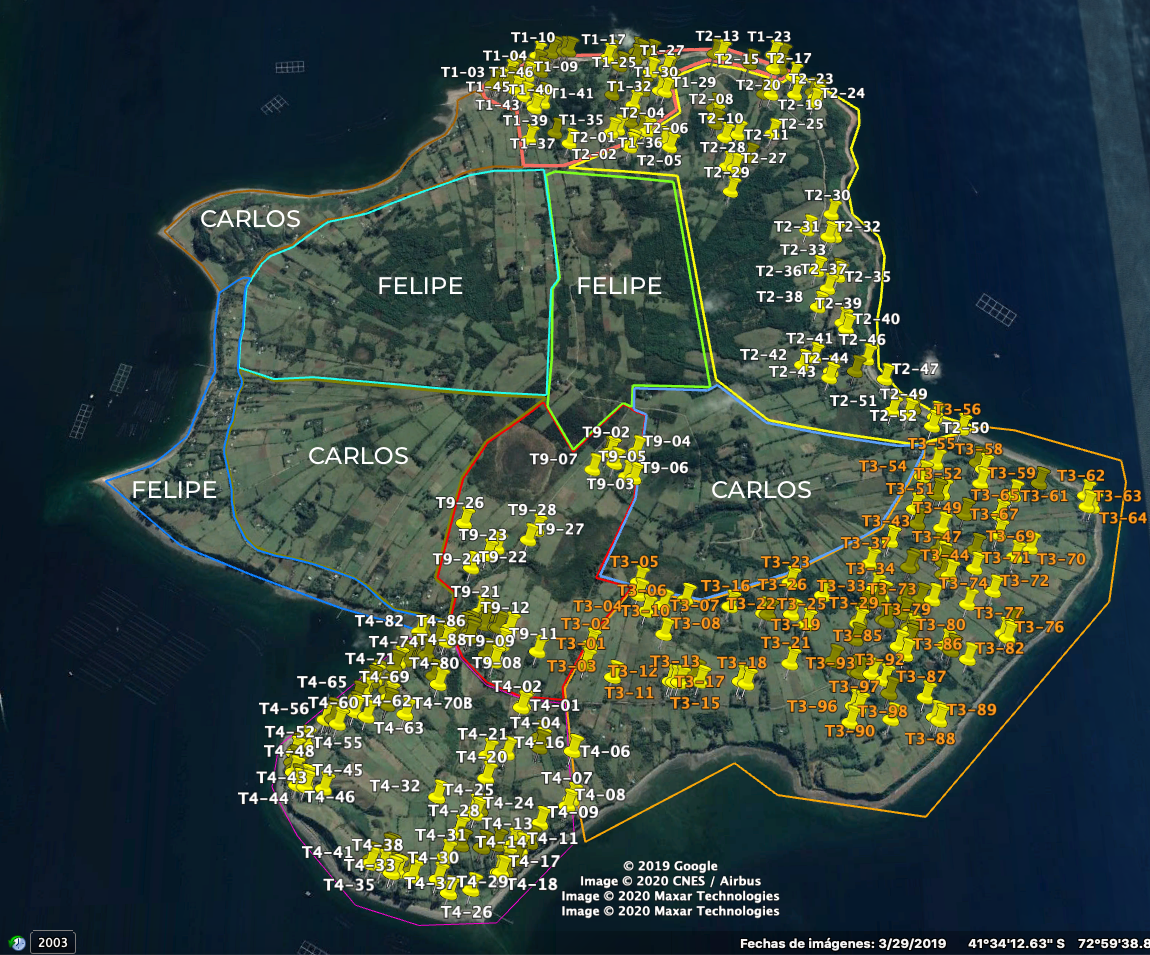 T1-10
T1-17
T2-13
T1-23
T1-04
T1-27
T1-25
T2-15
T2-17
T1-03
T1-46
T1-09
T1-30
T2-23
T1-45
T1-40
T1-41
T1-32
T1-29
T2-20
T2-24
T1-43
T2-08
T2-19
T1-39
T1-35
T2-04
T2-10
T2-25
T1-37
T2-01
T1-36
T2-06
T2-11
T2-02
T2-05
T2-28
T2-27
T2-29
T2-30
CARLOS
T2-31
T2-32
T2-33
FELIPE
FELIPE
T2-36
T2-37
T2-35
T2-38
T2-39
T2-40
T2-41
T2-46
T2-42
T2-44
T2-43
T2-47
T2-49
T2-51
T3-56
T2-52
T2-50
T9-02
T9-04
T3-55
T3-58
CARLOS
T9-07
T9-05
T9-06
T3-54
T3-52
T3-59
T3-62
FELIPE
T9-03
CARLOS
T3-51
T3-65
T3-61
T3-63
T9-26
T9-28
T3-49
T3-67
T3-64
T9-27
T3-43
T9-23
T3-37
T3-47
T3-69
T9-24
T9-22
T3-05
T3-23
T3-34
T3-44
T3-71
T3-70
T9-21
T3-06
T3-16
T3-26
T3-33
T3-73
T3-74
T3-72
T9-12
T3-04
T3-10
T3-07
T3-22
T3-25
T3-29
T3-79
T3-77
T4-82
T4-86
T3-02
T3-08
T3-19
T3-80
T3-76
T4-74
T4-88
T9-09
T9-11
T3-01
T3-21
T3-85
T3-86
T3-82
T4-71
T4-80
T9-08
T3-03
T3-12
T3-13
T3-18
T3-93
T3-92
T4-65
T4-69
T4-02
T3-11
T3-17
T3-97
T3-87
T4-56
T4-60
T4-62
T4-70B
T4-01
T3-15
T3-96
T3-98
T3-89
T4-52
T4-63
T4-04
T3-90
T3-88
T4-48
T4-55
T4-21
T4-16
T4-06
T4-43
T4-45
T4-20
T4-07
T4-44
T4-46
T4-32
T4-25
T4-08
T4-28
T4-24
T4-09
T4-13
T4-31
T4-14
T4-11
T4-41
T4-38
T4-33
T4-30
T4-17
T4-35
T4-37
T4-29
T4-18
T4-26
© 2019 Google
Image © 2020 CNES / Airbus
Image © 2020 Maxar Technologies
Image © 2020 Maxar Technologies
2003
Fechas de imágenes: 3/29/2019 41°34'12.63" S 72°59'38.8